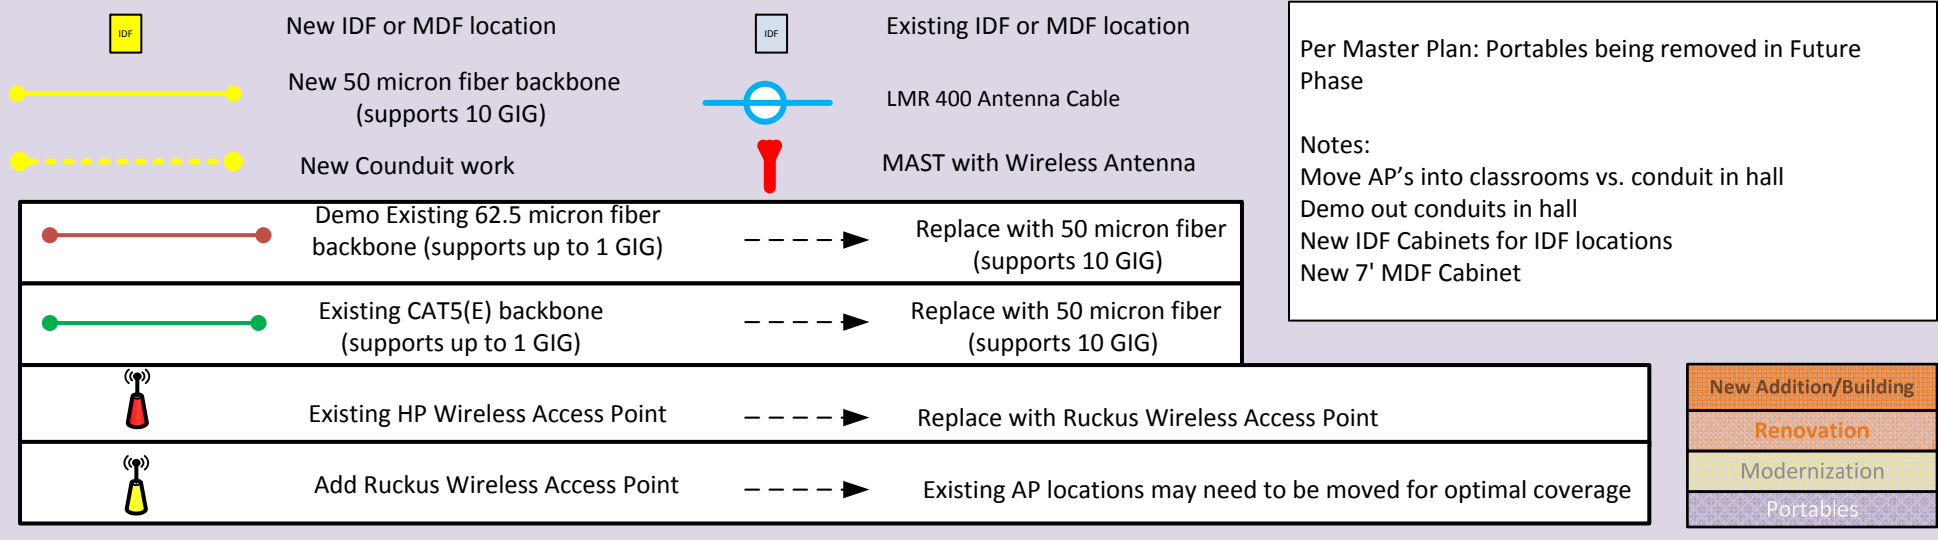 IDF
New IDF or MDF location
IDF
Existing IDF or MDF location
New 50 micron fiber backbone
(supports 10 GIG)
LMR 400 Antenna Cable
New Counduit work
MAST with Wireless Antenna
Per Master Plan: Portables being removed in Future
Phase
Notes:
Move AP’s into classrooms vs. conduit in hall
Demo out conduits in hall
New IDF Cabinets for IDF locations
New 7' MDF Cabinet
Demo Existing 62.5 micron fiber
backbone (supports up to 1 GIG)
Replace with 50 micron fiber
(supports 10 GIG)
Existing CAT5(E) backbone
(supports up to 1 GIG)
Replace with 50 micron fiber
(supports 10 GIG)
Existing HP Wireless Access Point
Replace with Ruckus Wireless Access Point
Add Ruckus Wireless Access Point
Existing AP locations may need to be moved for optimal coverage
New Addition/Building
Renovation
Modernization
Portables